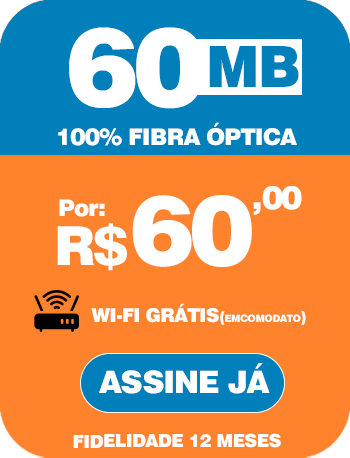 60 MB
100% FIBRA ÓPTICA
Por:
R$60,00
WI-FI GRÁTIS(EMCOMODATO)
ASSINE JÁ
FIDELIDADE 12 MESES